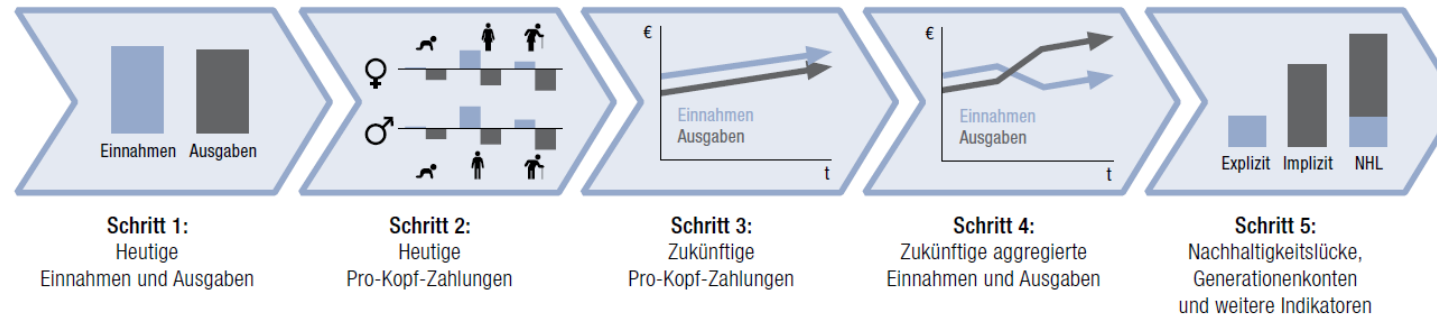 Einnahmen Ausgaben
♀
♂
€
Einnahmen
Ausgaben
t
€
Einnahmen
Ausgaben
t
Explizit Implizit NHL
Schritt 1:
Heutige
Einnahmen und Ausgaben
Schritt 2:
Heutige
Pro-Kopf-Zahlungen
Schritt 3:
Zukünftige
Pro-Kopf-Zahlungen
Schritt 4:
Zukünftige aggregierte
Einnahmen und Ausgaben
Schritt 5:
Nachhaltigkeitslücke,
Generationenkonten
und weitere Indikatoren